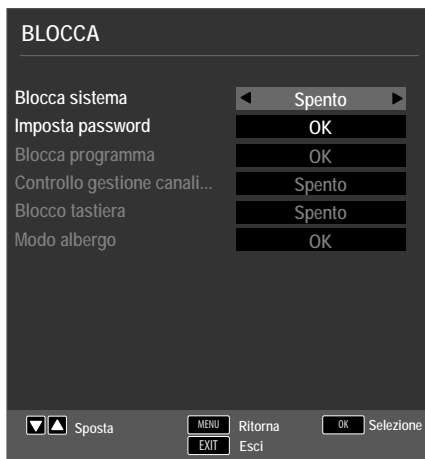 BLOCCA
Blocca sistema Spento
Imposta password OK
Blocca programma OK
Controllo gestione canali... Spento
Blocco tastiera Spento
Modo albergo OK
Sposta MENU Ritorna OK Selezione
EXIT Esci